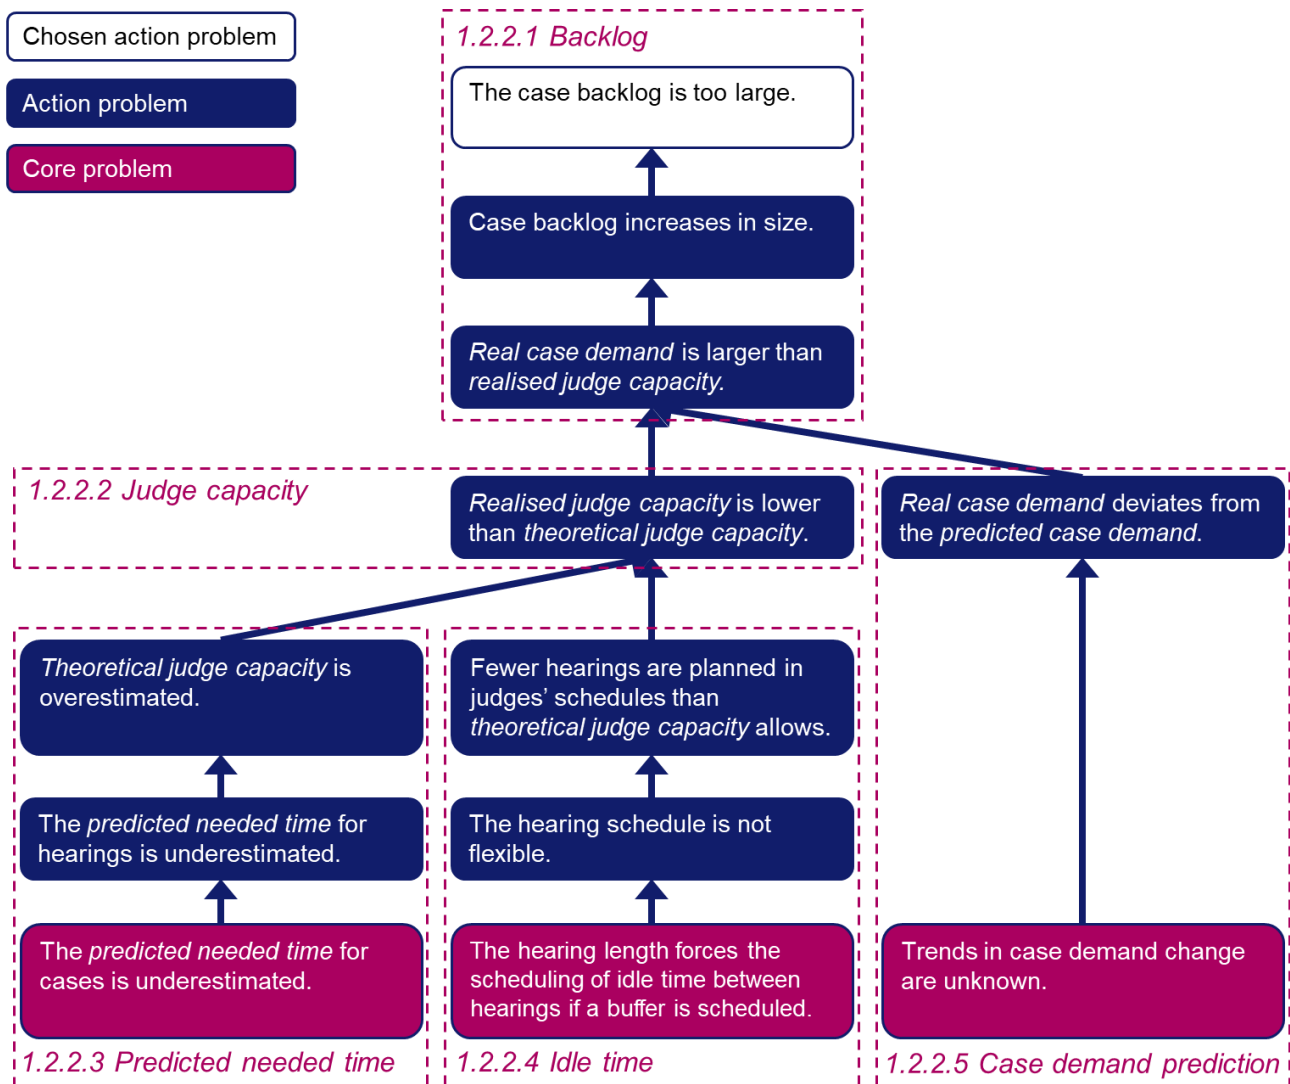 Chosen action problem
Action problem
Core problem
1.2.2.1 Backlog
The case backlog is too large.
Case backlog increases in size.
Real case demand is larger than
realised judge capacity.
1.2.2.2 Judge capacity
Realised judge capacity is lower
than theoretical judge capacity.
Real case demand deviates from
the predicted case demand.
Theoretical judge capacity is
overestimated.
Fewer hearings are planned in
judges’ schedules than
theoretical judge capacity allows.
The predicted needed time for
hearings is underestimated.
The hearing schedule is not
flexible.
The predicted needed time for
cases is underestimated.
The hearing length forces the
scheduling of idle time between
hearings if a buffer is scheduled.
Trends in case demand change
are unknown.
1.2.2.3 Predicted needed time
1.2.2.4 Idle time
1.2.2.5 Case demand prediction